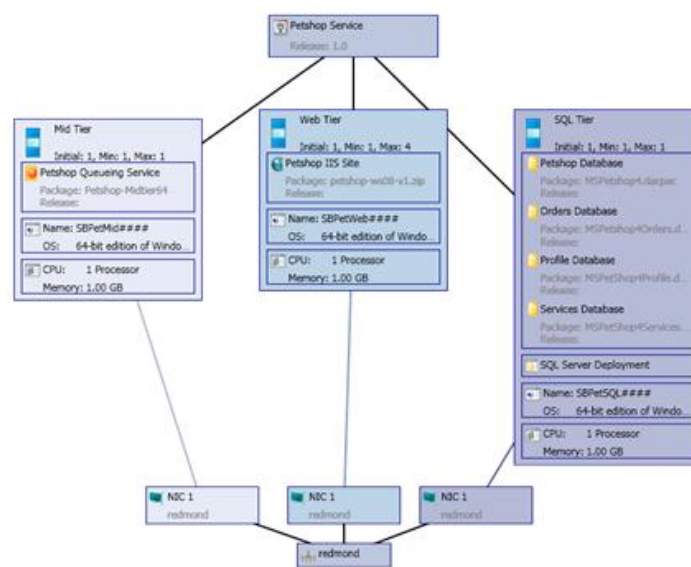 Petshop Service
Release: 1.0
Mid Tier
Initial: 1, Min: 1, Max: 1
Petshop Queueing Service
Package: Petshop-Midtier64
Release:
Name: SBPetMid####
OS: 64-bit edition of Windo...
CPU: 1 Processor
Memory: 1.00 GB
Web Tier
Initial: 1, Min: 1, Max: 4
Petshop IIS Site
Package: petshop-ws08-v1.zip
Release:
Name: SBPetWeb####
OS: 64-bit edition of Windo...
CPU: 1 Processor
Memory: 1.00 GB
SQL Tier
Initial: 1, Min: 1, Max: 1
Petshop Database
Package: MSPetshop4.dacpac
Release:
Orders Database
Package: MSPetshop4Orders.d...
Release:
Profile Database
Package: MSPetShop4Profile.d...
Release:
Services Database
Package: MSPetShop4Services...
Release:
SQL Server Deployment
Name: SBPetSQL####
OS: 64-bit edition of Windo...
CPU: 1 Processor
Memory: 1.00 GB
NIC 1
redmond
NIC 1
redmond
NIC 1
redmond
redmond